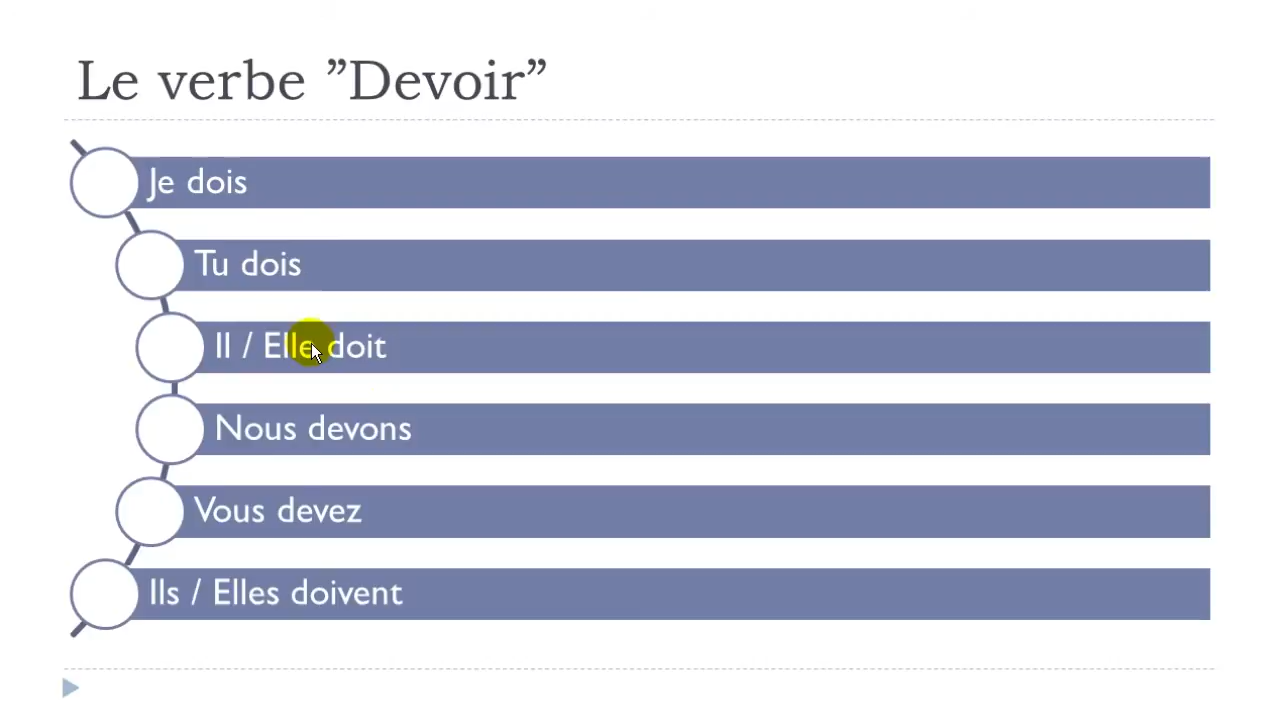 Le verbe ”Devoir”
Je dois
Tu dois
Il / Elle doit
Nous devons
Vous devez
Ils / Elles doivent